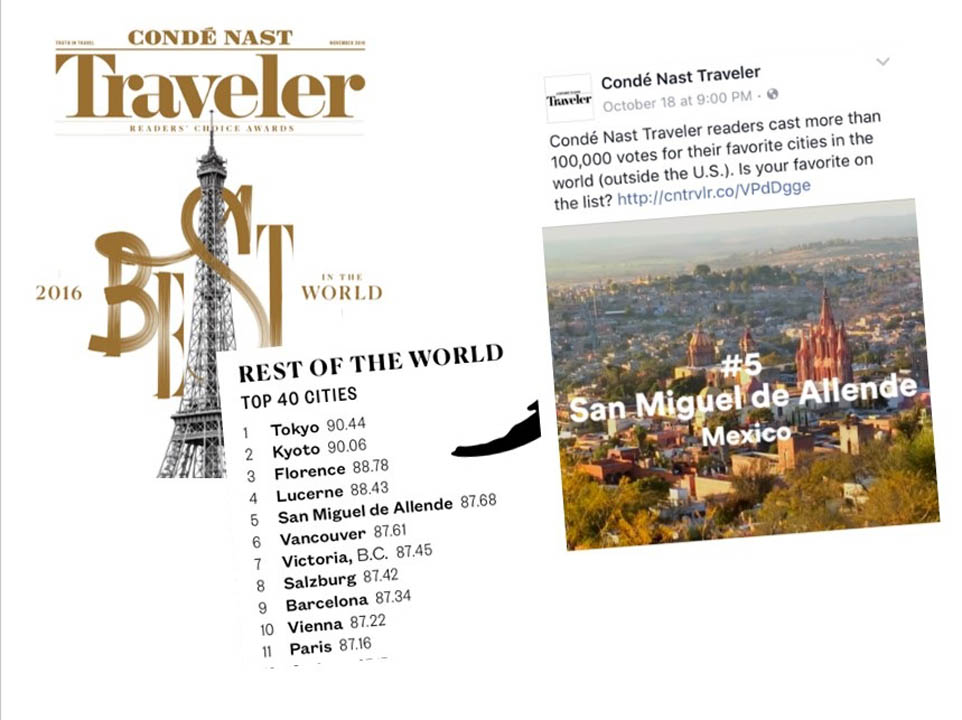 TRUTH IN TRAVEL
CONDÉ NAST
NOVEMBER 2016
Traveler
READERS' CHOICE AWARDS
2016
BEST
IN THE
WORLD
REST OF THE WORLD
TOP 40 CITIES
1 Tokyo 90.44
2 Kyoto 90.06
3 Florence 88.78
4 Lucerne 88.43
5 San Miguel de Allende 87.68
6 Vancouver 87.61
7 Victoria, B.C. 87.45
8 Salzburg 87.42
9 Barcelona 87.34
10 Vienna 87.22
11 Paris 87.16
Traveler
Condé Nast Traveler
October 18 at 9:00 PM ·
Condé Nast Traveler readers cast more than
100,000 votes for their favorite cities in the
world (outside the U.S.). Is your favorite on
the list? http://cntrvlr.co/VPdDgge
#5
San Miguel de Allende
Mexico